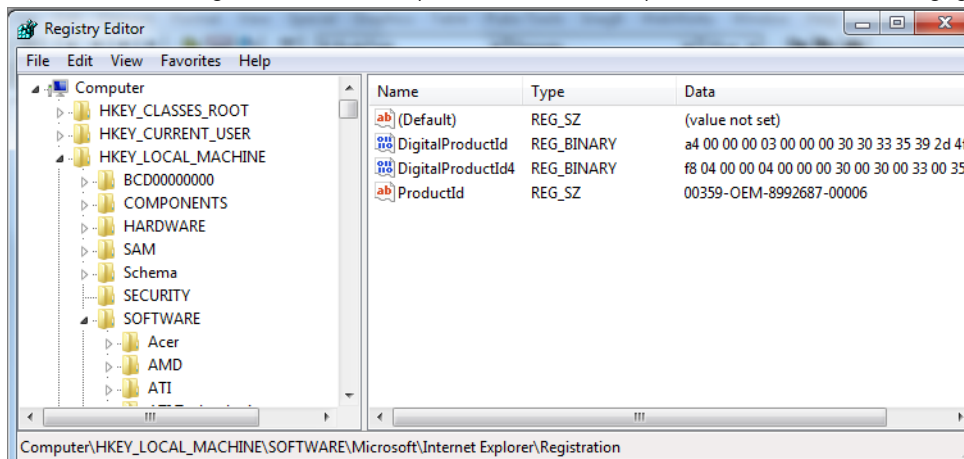 Registry Editor
File Edit View Favorites Help
Computer
HKEY_CLASSES_ROOT
HKEY_CURRENT_USER
HKEY_LOCAL_MACHINE
BCD00000000
COMPONENTS
HARDWARE
SAM
Schema
SECURITY
SOFTWARE
Acer
AMD
ATI
Name Type Data
(Default) REG_SZ (value not set)
DigitalProductId REG_BINARY a4 00 00 00 03 00 00 00 30 30 33 35 39 2d 4f
DigitalProductId4 REG_BINARY f8 04 00 00 04 00 00 00 30 00 30 00 33 00 35
ProductId REG_SZ 00359-OEM-8992687-00006
Computer\HKEY_LOCAL_MACHINE\SOFTWARE\Microsoft\Internet Explorer\Registration